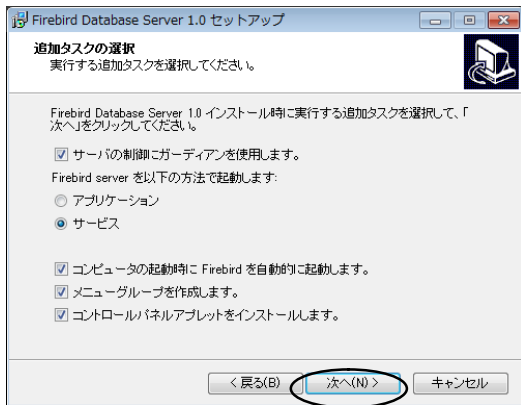 Firebird Database Server 1.0 セットアップ
追加タスクの選択
実行する追加タスクを選択してください。
Firebird Database Server 1.0 インストール時に実行する追加タスクを選択して、「
次へ」をクリックしてください。
サーバの制御にガーディアンを使用します。
Firebird server を以下の方法で起動します:
アプリケーション
サービス
コンピュータの起動時に Firebird を自動的に起動します。
メニューグループを作成します。
コントロールパネルアプレットをインストールします。
< 戻る(B)
次へ(N) >
キャンセル